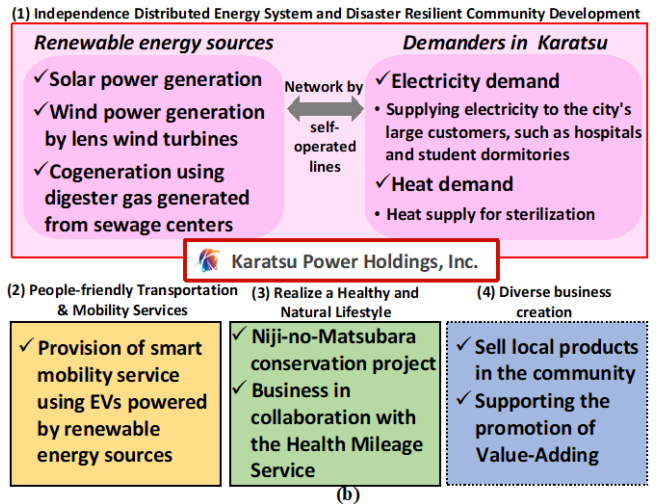 (1) Independence Distributed Energy System and Disaster Resilient Community Development
Renewable energy sources
✓Solar power generation
✓Wind power generation
by lens wind turbines
✓Cogeneration using
digester gas generated
from sewage centers
Network by
self-
operated
lines
Demanders in Karatsu
✓Electricity demand
• Supplying electricity to the city's
large customers, such as hospitals
and student dormitories
✓Heat demand
• Heat supply for sterilization
Karatsu Power Holdings, Inc.
(2) People-friendly Transportation
& Mobility Services
✓ Provision of smart
mobility service
using EVs powered
by renewable
energy sources
(3) Realize a Healthy and
Natural Lifestyle
✓ Niji-no-Matsubara
conservation project
✓ Business in
collaboration with
the Health Mileage
Service
(4) Diverse business
creation
✓ Sell local products
in the community
✓ Supporting the
promotion of
Value-Adding
(b)